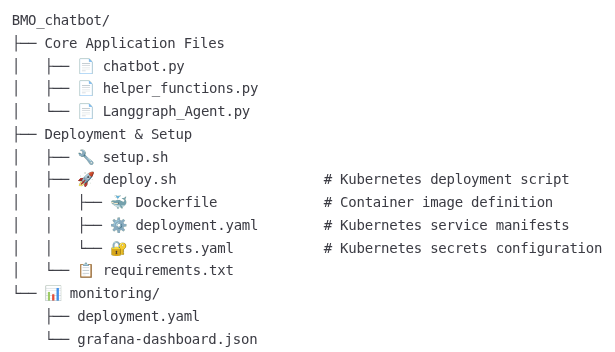 BMO_chatbot/
├── Core Application Files
│   ├── 📄 chatbot.py
│   ├── 📄 helper_functions.py
│   └── 📄 Langgraph_Agent.py
├── Deployment & Setup
│   ├── 🔧 setup.sh
│   ├── 🚀 deploy.sh                  # Kubernetes deployment script
│   │   ├── 🐳 Dockerfile             # Container image definition
│   │   ├── ⚙️ deployment.yaml        # Kubernetes service manifests
│   │   └── 🔐 secrets.yaml           # Kubernetes secrets configuration
│   └── 📋 requirements.txt
└── 📊 monitoring/
    ├── deployment.yaml
    └── grafana-dashboard.json